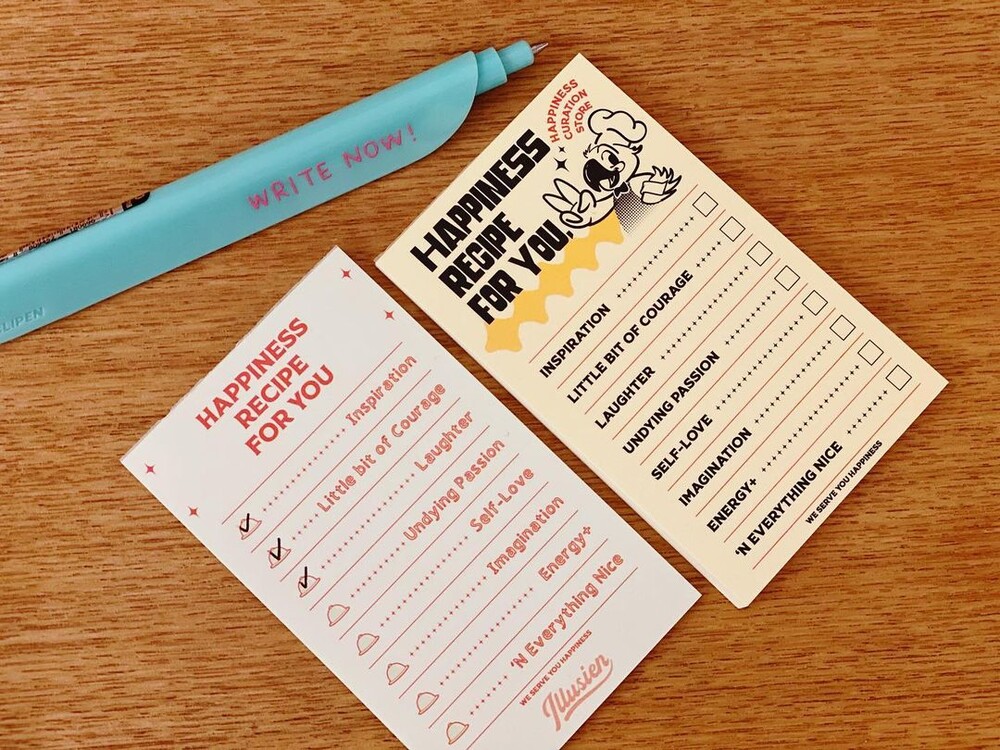 WRITE NOW!
LIPEN
HAPPINESS
CURATION
STORE
HAPPINESS
RECIPE
FOR YOU
INSPIRATION
LITTLE BIT OF COURAGE
LAUGHTER
UNDYING PASSION
SELF-LOVE
IMAGINATION
ENERGY+
'N EVERYTHING NICE
WE SERVE YOU HAPPINESS
HAPPINESS
RECIPE
FOR YOU
Inspiration
Little bit of Courage
Laughter
Undying Passion
Self-Love
Imagination
Energy+
'N Everything Nice
WE SERVE YOU HAPPINESS
Illusien